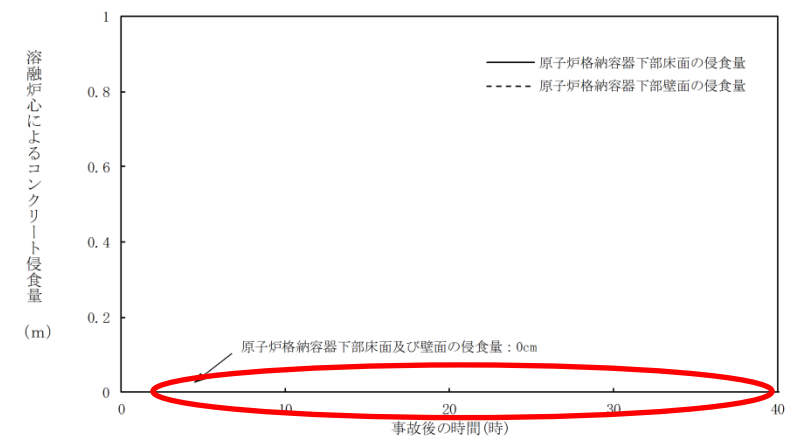 溶融炉心によるコンクリート侵食量
(m)
1
0.8
0.6
0.4
0.2
0
原子炉格納容器下部床面の侵食量
原子炉格納容器下部壁面の侵食量
原子炉格納容器下部床面及び壁面の侵食量：0cm
0 10 20 30 40
事故後の時間(時)